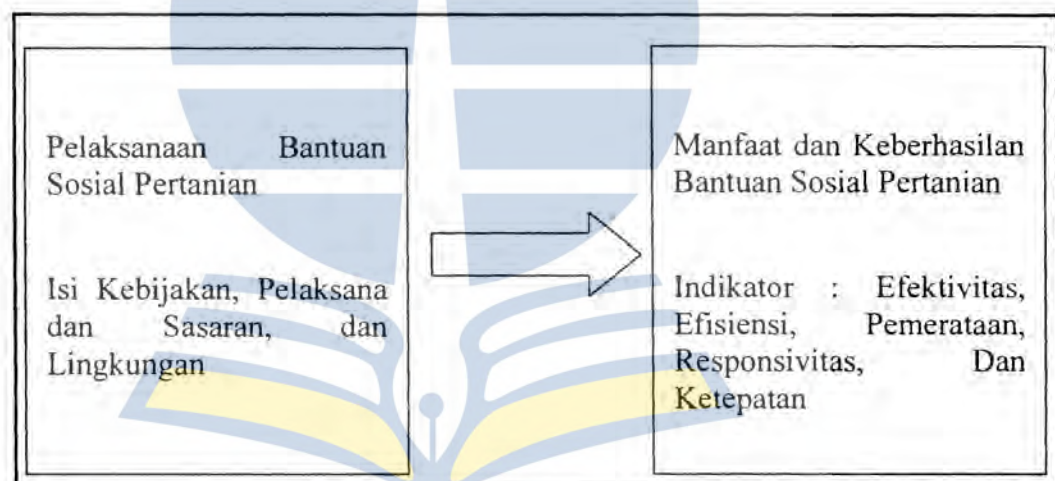 Pelaksanaan Bantuan
Sosial Pertanian
Isi Kebijakan, Pelaksana
dan Sasaran, dan
Lingkungan
Manfaat dan Keberhasilan
Bantuan Sosial Pertanian
Indikator : Efektivitas,
Efisiensi, Pemerataan,
Responsivitas, Dan
Ketepatan